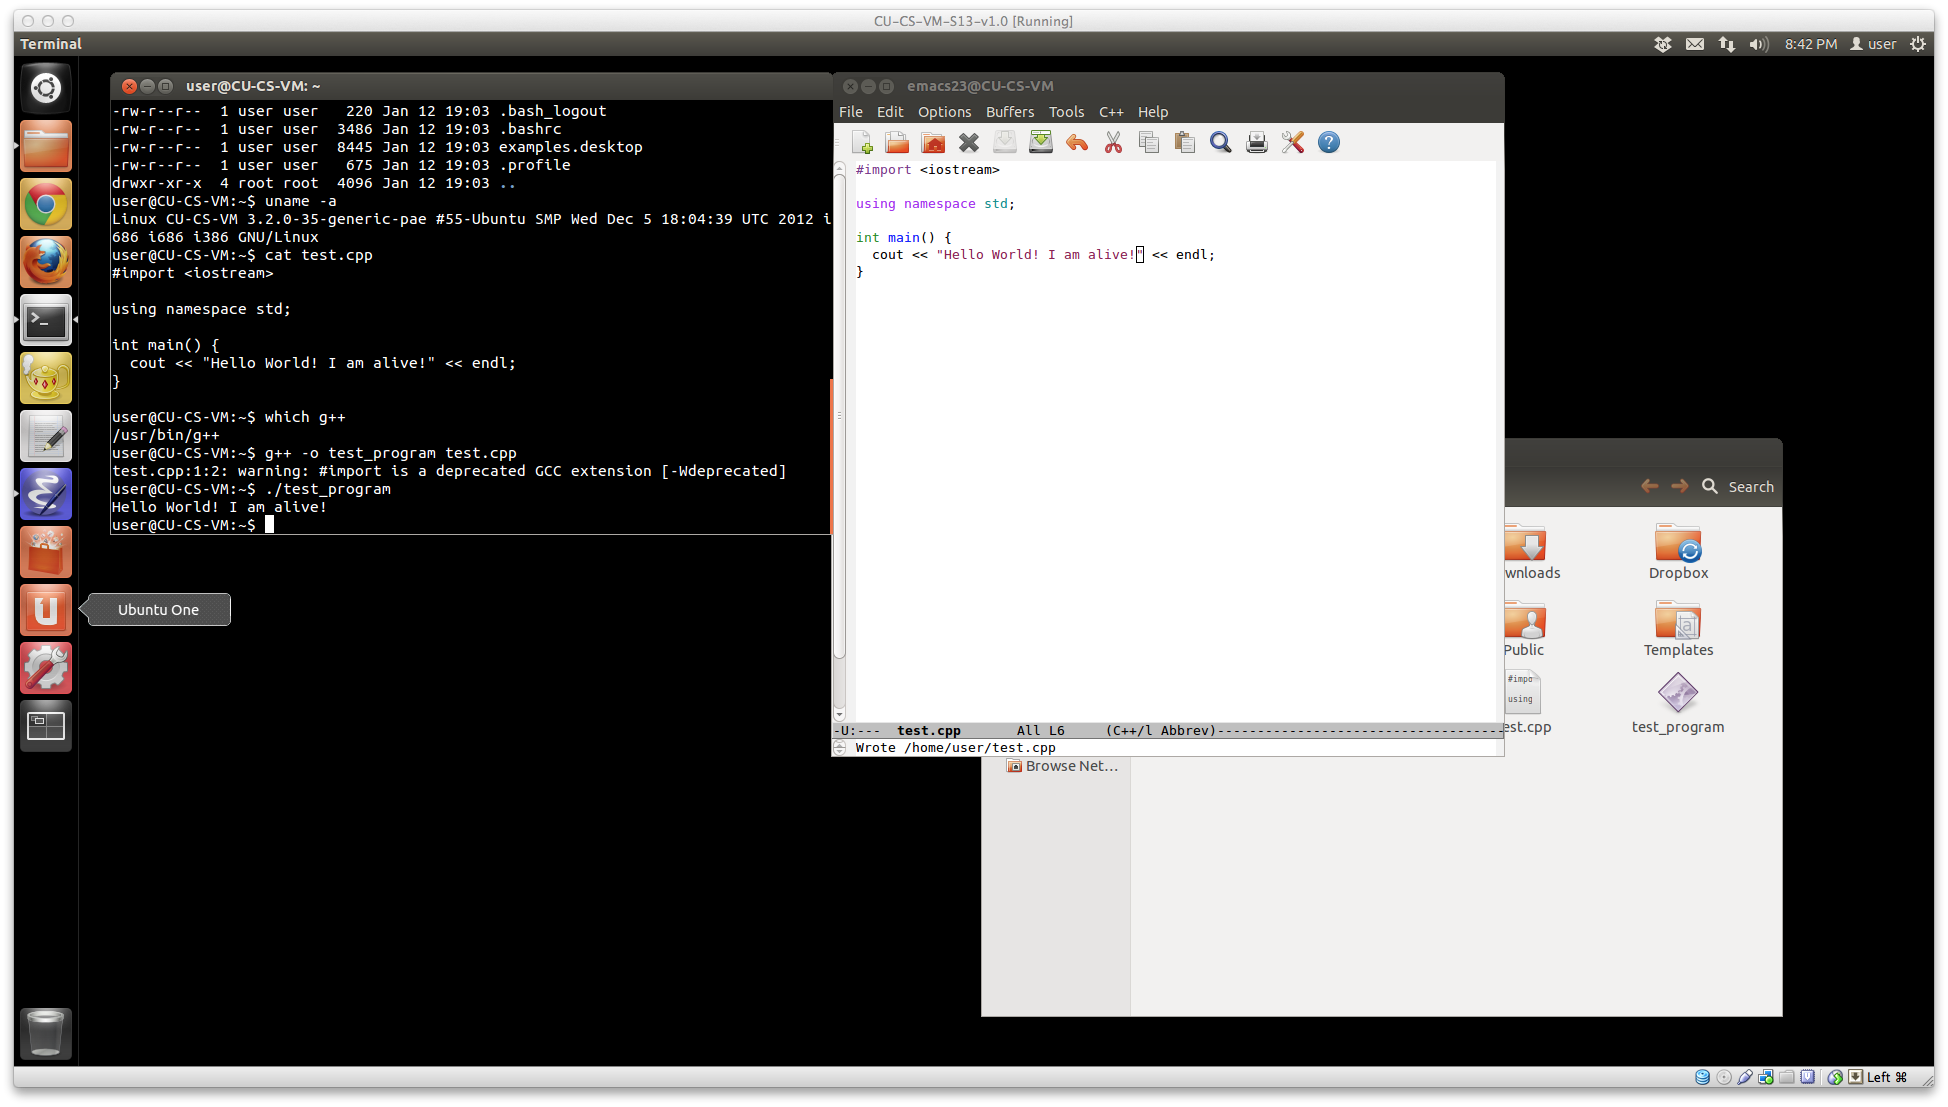 CU-CS-VM-S13-v1.0 [Running]
Terminal
8:42 PM
user
user@CU-CS-VM: ~
-rw-r--r--  1 user user   220 Jan 12 19:03 .bash_logout
-rw-r--r--  1 user user  3486 Jan 12 19:03 .bashrc
-rw-r--r--  1 user user  8445 Jan 12 19:03 examples.desktop
-rw-r--r--  1 user user   675 Jan 12 19:03 .profile
drwxr-xr-x  4 root root  4096 Jan 12 19:03 ..
user@CU-CS-VM:~$ uname -a
Linux CU-CS-VM 3.2.0-35-generic-pae #55-Ubuntu SMP Wed Dec 5 18:04:39 UTC 2012 i
686 i686 i386 GNU/Linux
user@CU-CS-VM:~$ cat test.cpp
#import <iostream>
using namespace std;
int main() {
  cout << "Hello World! I am alive!" << endl;
}
user@CU-CS-VM:~$ which g++
/usr/bin/g++
user@CU-CS-VM:~$ g++ -o test_program test.cpp
test.cpp:1:2: warning: #import is a deprecated GCC extension [-Wdeprecated]
user@CU-CS-VM:~$ ./test_program
Hello World! I am alive!
user@CU-CS-VM:~$
Ubuntu One
emacs23@CU-CS-VM
File Edit Options Buffers Tools C++ Help
#import <iostream>
using namespace std;
int main() {
  cout << "Hello World! I am alive!" << endl;
}
-U:---  test.cpp       All L6     (C++/l Abbrev)------------------------------------
Wrote /home/user/test.cpp
Search
wnloads
Dropbox
Public
Templates
#impo
using
est.cpp
test_program
Browse Net...
Left ⌘